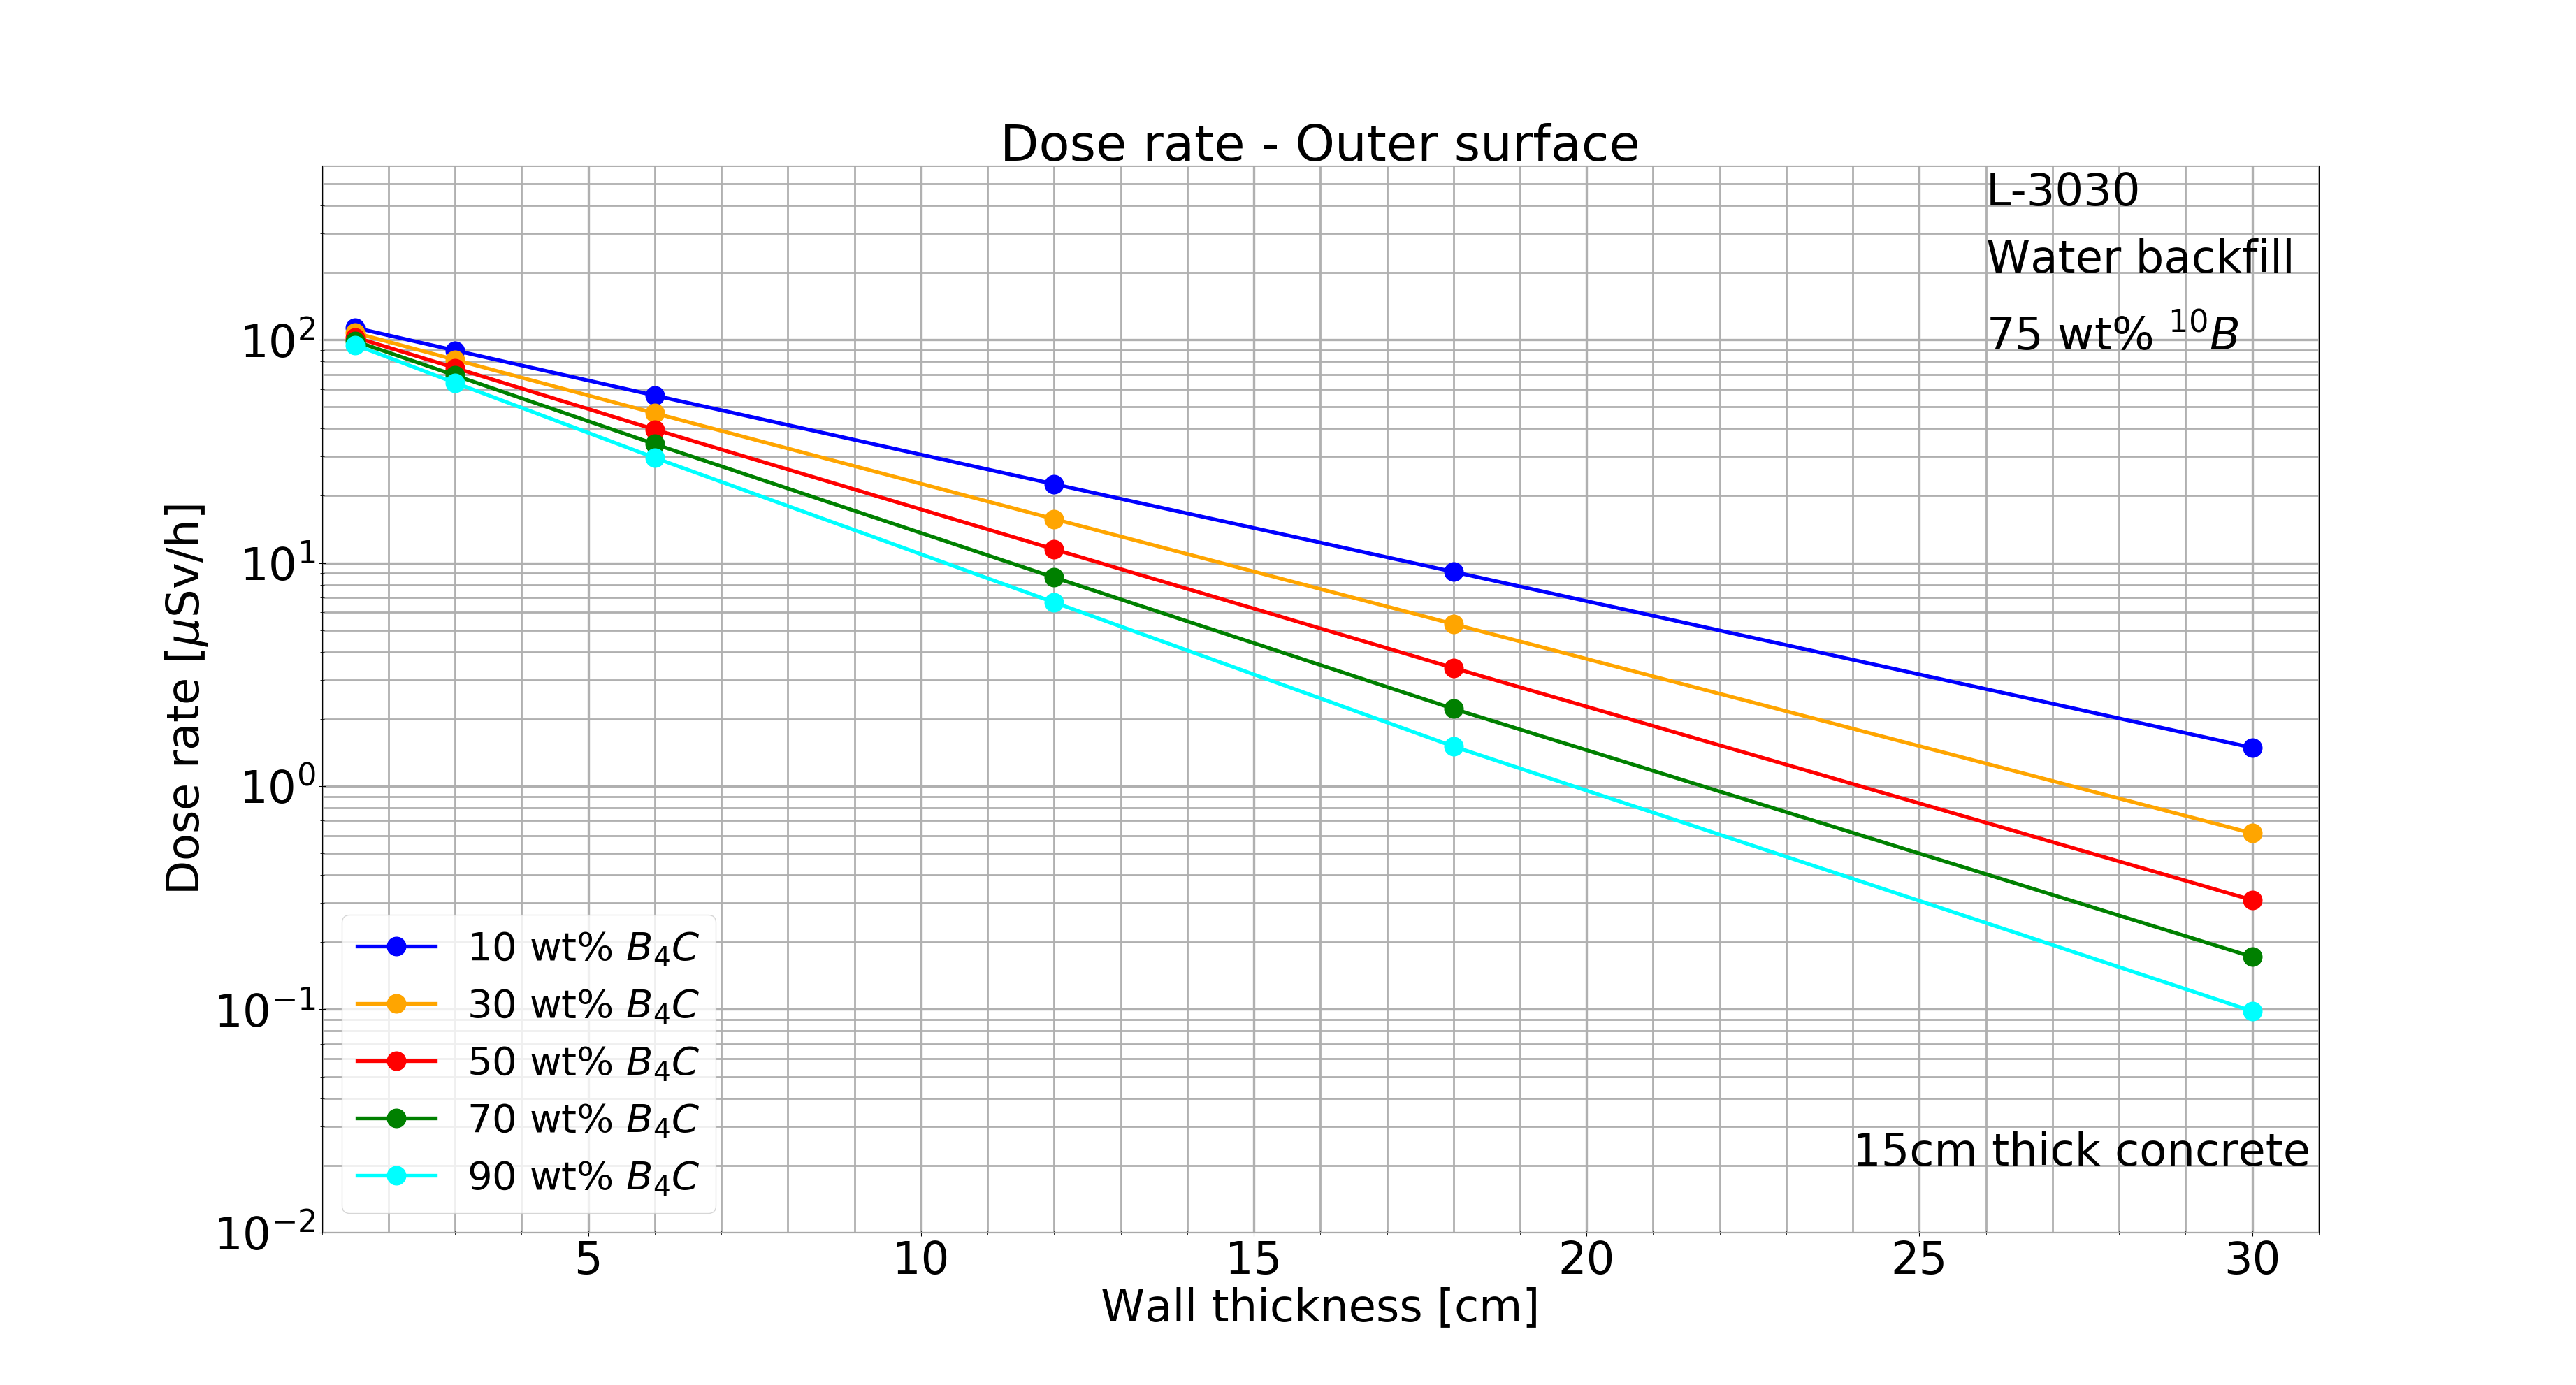 Dose rate - Outer surface
L-3030
Water backfill
75 wt% ¹⁰B
Dose rate [μSv/h]
10²
10¹
10⁰
10⁻¹
10⁻²
10 wt% B₄C
30 wt% B₄C
50 wt% B₄C
70 wt% B₄C
90 wt% B₄C
15cm thick concrete
5 10 15 20 25 30
Wall thickness [cm]